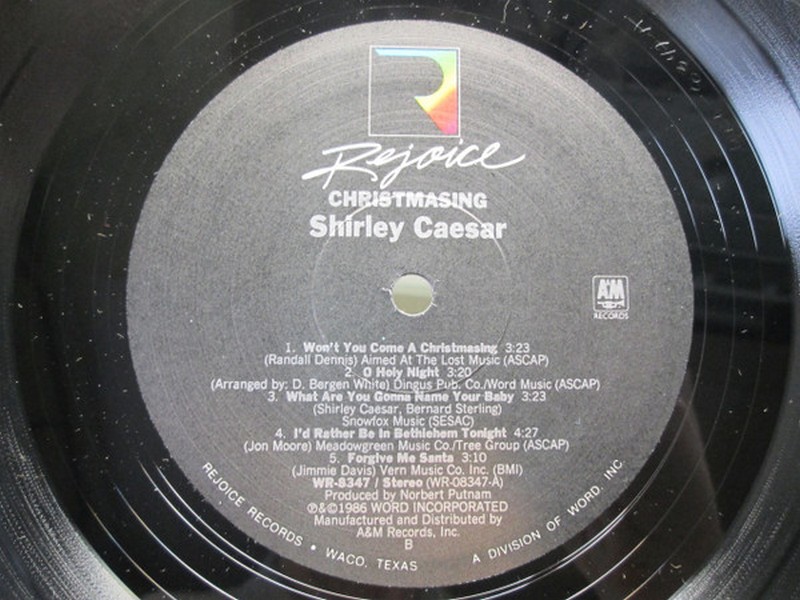 Rejoice
CHRISTMASING
Shirley Caesar
A&M
RECORDS
1. Won't You Come A Christmasing 3:23
(Randall Dennis) Aimed At The Lost Music (ASCAP)
2. O Holy Night 3:20
(Arranged by: D. Bergen White) Dingus Pub. Co./Word Music (ASCAP)
3. What Are You Gonna Name Your Baby 3:23
(Shirley Caesar, Bernard Sterling)
Snowfox Music (SESAC)
4. I'd Rather Be In Bethlehem Tonight 4:27
(Jon Moore) Meadowgreen Music Co./Tree Group (ASCAP)
5. Forgive Me Santa 3:10
(Jimmie Davis) Vern Music Co. Inc. (BMI)
WR-8347 / Stereo (WR-08347-A)
Produced by Norbert Putnam
℗&©1986 WORD INCORPORATED
Manufactured and Distributed by
A&M Records, Inc.
B
REJOICE RECORDS • WACO, TEXAS A DIVISION OF WORD, INC